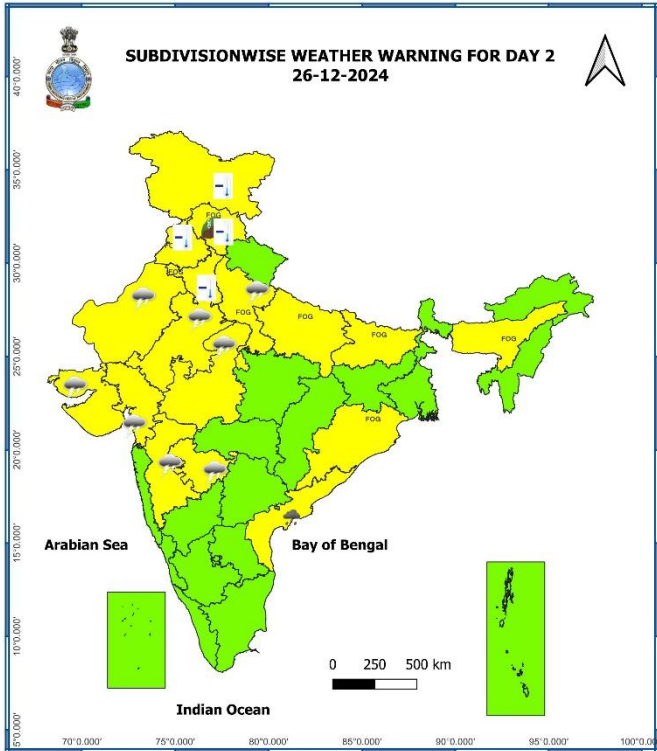 SUBDIVISIONWISE WEATHER WARNING FOR DAY 2
26-12-2024
40°0.000'
35°0.000'
30°0.000'
25°0.000'
20°0.000'
15°0.000'
10°0.000'
5°0.000'
FOG
FOG
FOG
FOG
FOG
FOG
FOG
Arabian Sea
Bay of Bengal
0 250 500 km
Indian Ocean
70°0.000' 75°0.000' 80°0.000' 85°0.000' 90°0.000' 95°0.000' 100°0.00